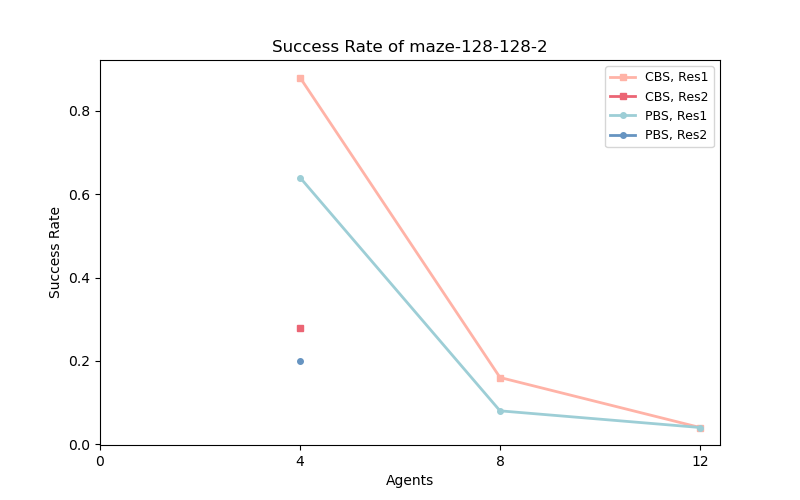 Success Rate of maze-128-128-2
CBS, Res1
CBS, Res2
PBS, Res1
PBS, Res2
Success Rate
0.8
0.6
0.4
0.2
0.0
0
4
8
12
Agents